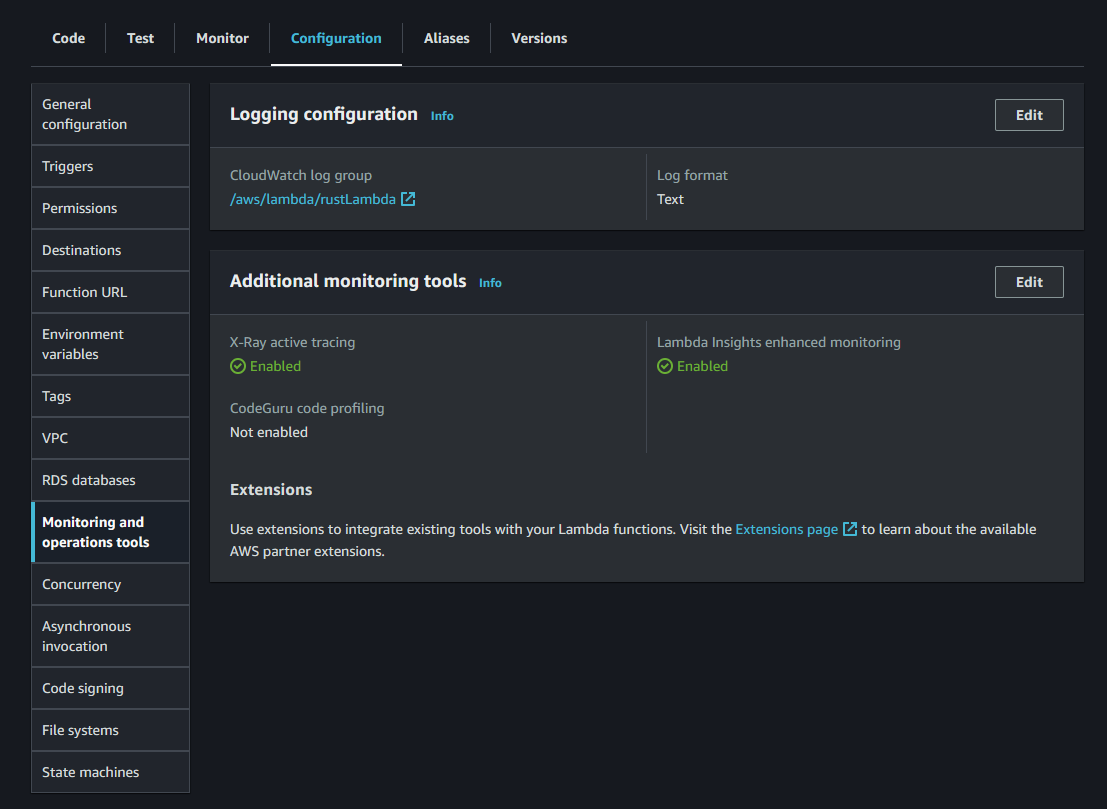 Code
Test
Monitor
Configuration
Aliases
Versions
General
configuration
Triggers
Permissions
Destinations
Function URL
Environment
variables
Tags
VPC
RDS databases
Monitoring and
operations tools
Concurrency
Asynchronous
invocation
Code signing
File systems
State machines
Logging configuration Info
Edit
CloudWatch log group
/aws/lambda/rustLambda
Log format
Text
Additional monitoring tools Info
Edit
X-Ray active tracing
Enabled
Lambda Insights enhanced monitoring
Enabled
CodeGuru code profiling
Not enabled
Extensions
Use extensions to integrate existing tools with your Lambda functions. Visit the Extensions page to learn about the available
AWS partner extensions.